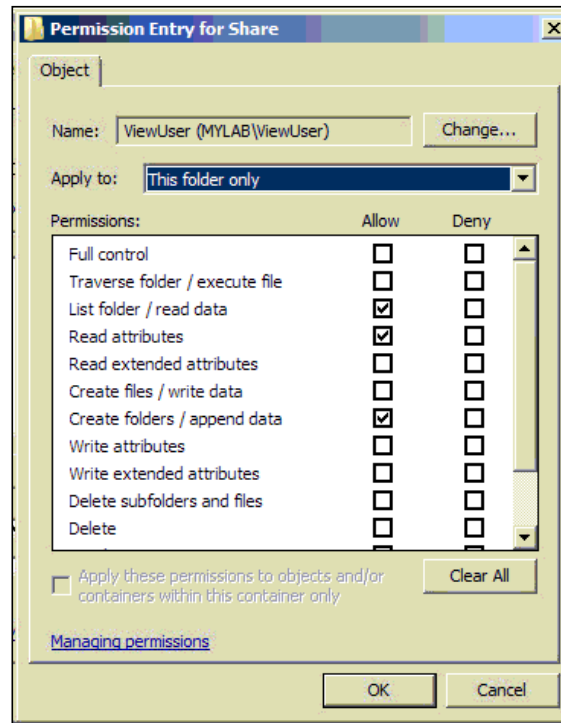 Permission Entry for Share
Object
Name: ViewUser (MYLAB\ViewUser) Change...
Apply to: This folder only
Permissions: Allow Deny
Full control
Traverse folder / execute file
List folder / read data
Read attributes
Read extended attributes
Create files / write data
Create folders / append data
Write attributes
Write extended attributes
Delete subfolders and files
Delete
Apply these permissions to objects and/or
containers within this container only
Clear All
Managing permissions
OK Cancel